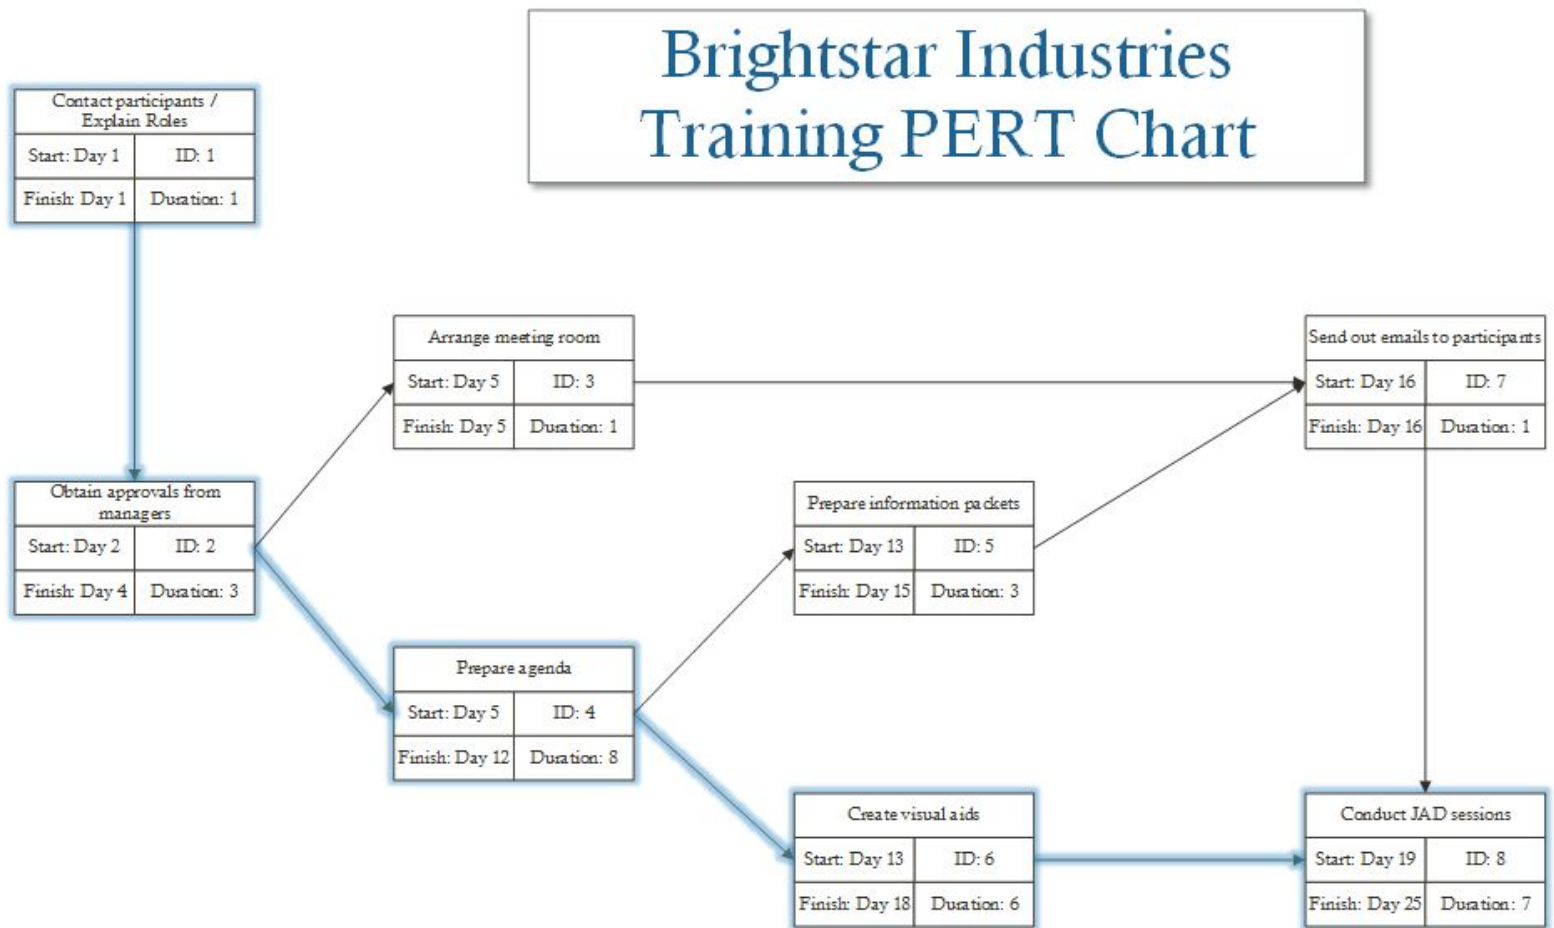 Brightstar Industries
Training PERT Chart
Contact participants /
Explain Roles
Start: Day 1
ID: 1
Finish: Day 1
Duration: 1
Arrange meeting room
Start: Day 5
ID: 3
Finish: Day 5
Duration: 1
Send out emails to participants
Start: Day 16
ID: 7
Finish: Day 16
Duration: 1
Obtain approvals from
managers
Start: Day 2
ID: 2
Finish: Day 4
Duration: 3
Prepare information packets
Start: Day 13
ID: 5
Finish: Day 15
Duration: 3
Prepare agenda
Start: Day 5
ID: 4
Finish: Day 12
Duration: 8
Create visual aids
Start: Day 13
ID: 6
Finish: Day 18
Duration: 6
Conduct JAD sessions
Start: Day 19
ID: 8
Finish: Day 25
Duration: 7